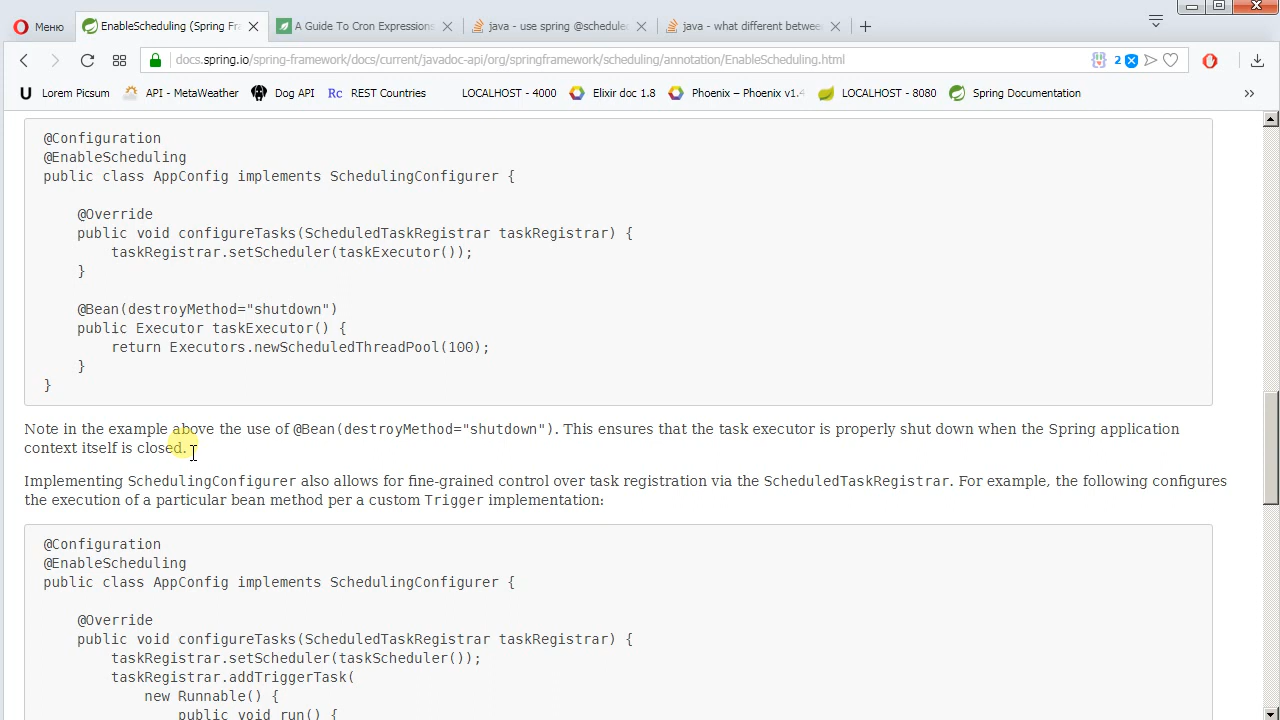 Меню
EnableScheduling (Spring Fra
A Guide To Cron Expressions
java - use spring @schedule
java - what different betwee
docs.spring.io/spring-framework/docs/current/javadoc-api/org/springframework/scheduling/annotation/EnableScheduling.html
2
U Lorem Picsum
API - MetaWeather
Dog API
Rc REST Countries
LOCALHOST - 4000
Elixir doc 1.8
Phoenix – Phoenix v1.4
LOCALHOST - 8080
Spring Documentation
@Configuration
@EnableScheduling
public class AppConfig implements SchedulingConfigurer {
@Override
public void configureTasks(ScheduledTaskRegistrar taskRegistrar) {
taskRegistrar.setScheduler(taskExecutor());
}
@Bean(destroyMethod="shutdown")
public Executor taskExecutor() {
return Executors.newScheduledThreadPool(100);
}
}
Note in the example above the use of @Bean(destroyMethod="shutdown"). This ensures that the task executor is properly shut down when the Spring application
context itself is closed.
Implementing SchedulingConfigurer also allows for fine-grained control over task registration via the ScheduledTaskRegistrar. For example, the following configures
the execution of a particular bean method per a custom Trigger implementation:
@Configuration
@EnableScheduling
public class AppConfig implements SchedulingConfigurer {
@Override
public void configureTasks(ScheduledTaskRegistrar taskRegistrar) {
taskRegistrar.setScheduler(taskScheduler());
taskRegistrar.addTriggerTask(
new Runnable() {
public void run() {